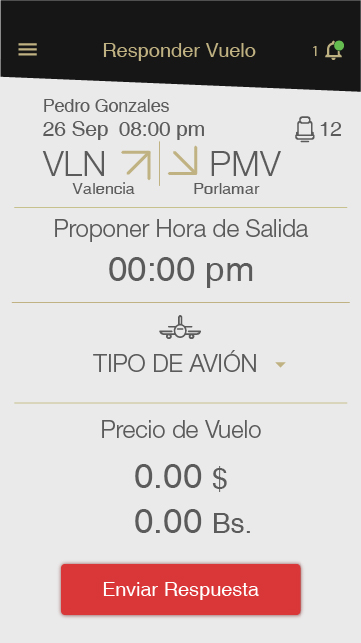 Responder Vuelo
1
Pedro Gonzales
26 Sep 08:00 pm
12
VLN PMV
Valencia Porlamar
Proponer Hora de Salida
00:00 pm
TIPO DE AVIÓN
Precio de Vuelo
0.00 $
0.00 Bs.
Enviar Respuesta